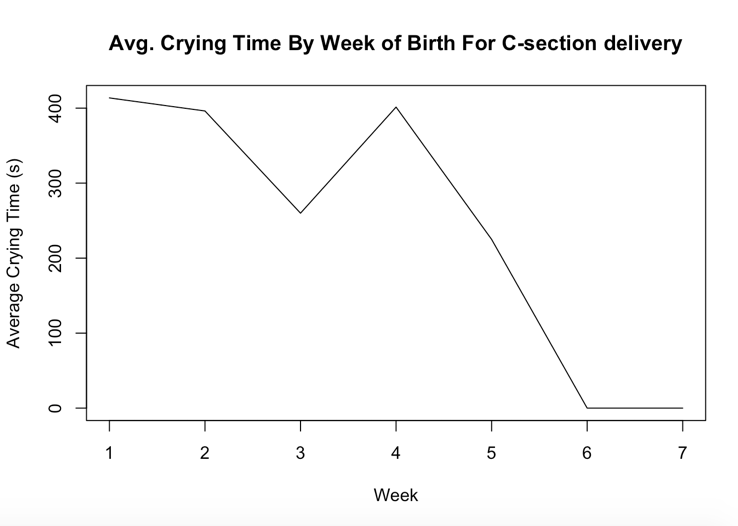 Avg. Crying Time By Week of Birth For C-section delivery
Average Crying Time (s)
400
300
200
100
0
1 2 3 4 5 6 7
Week